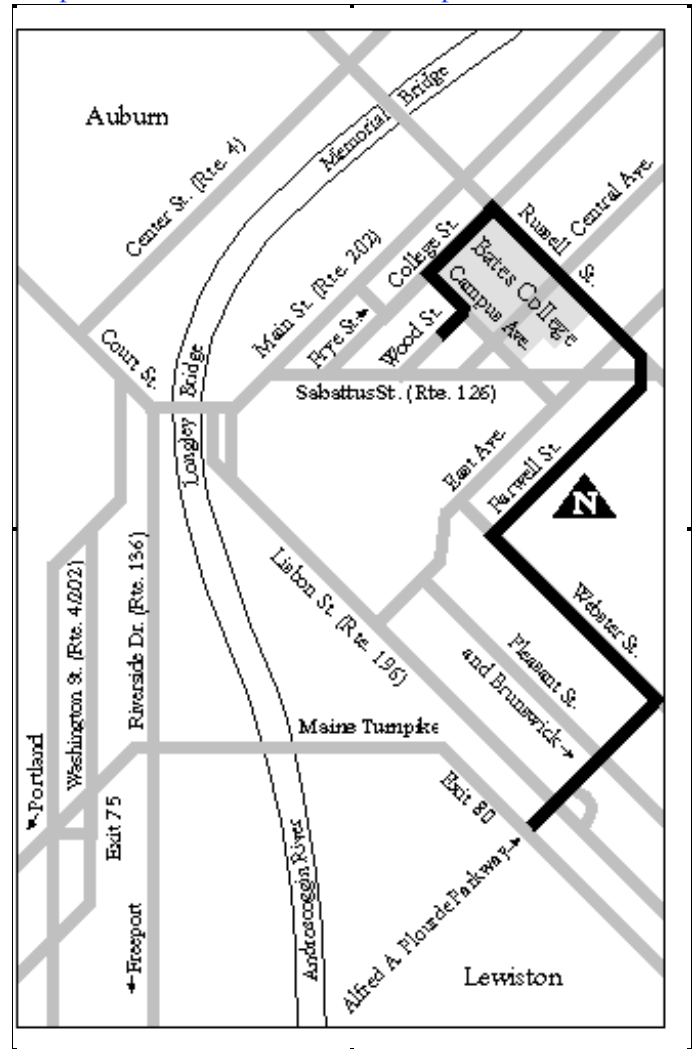 Auburn
Memorial Bridge
Center St. (Rte. 4)
Central Ave.
Russell St.
College St.
Bates College
Campus Ave.
Main St. (Rte. 202)
Frye St.
Wood St.
Court St.
Longley Bridge
Sabattus St. (Rte. 126)
East Ave.
Farwell St.
N
Lisbon St. (Rte. 196)
Webster St.
Pleasant St.
and Brunswick
Riverside Dr. (Rte. 136)
Washington St. (Rte. 4/202)
Maine Turnpike
Portland
Exit 75
Exit 80
Freeport
Androscoggin River
Alfred A. Plourde Parkway
Lewiston